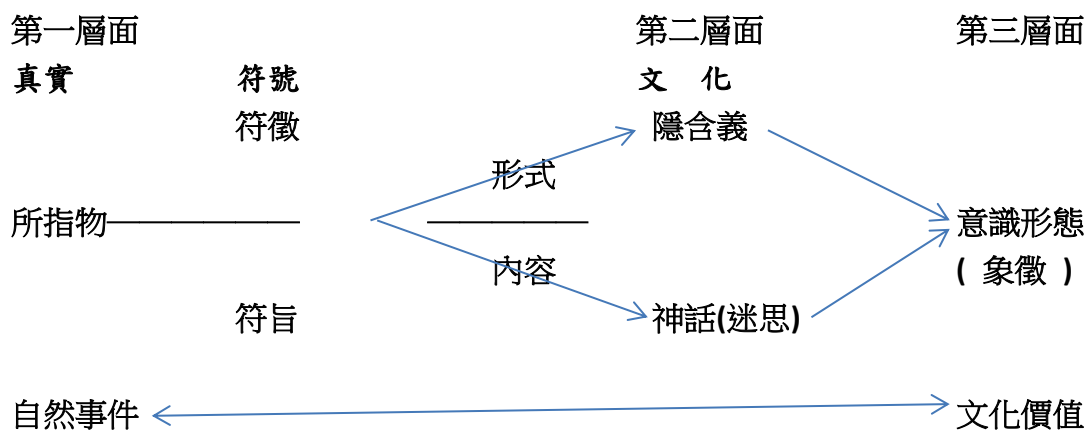 第一層面 第二層面 第三層面
真實 符號 文 化
符徵 隱含義
形式
所指物 意識形態
內容 ( 象徵 )
符旨 神話(迷思)
自然事件 文化價值